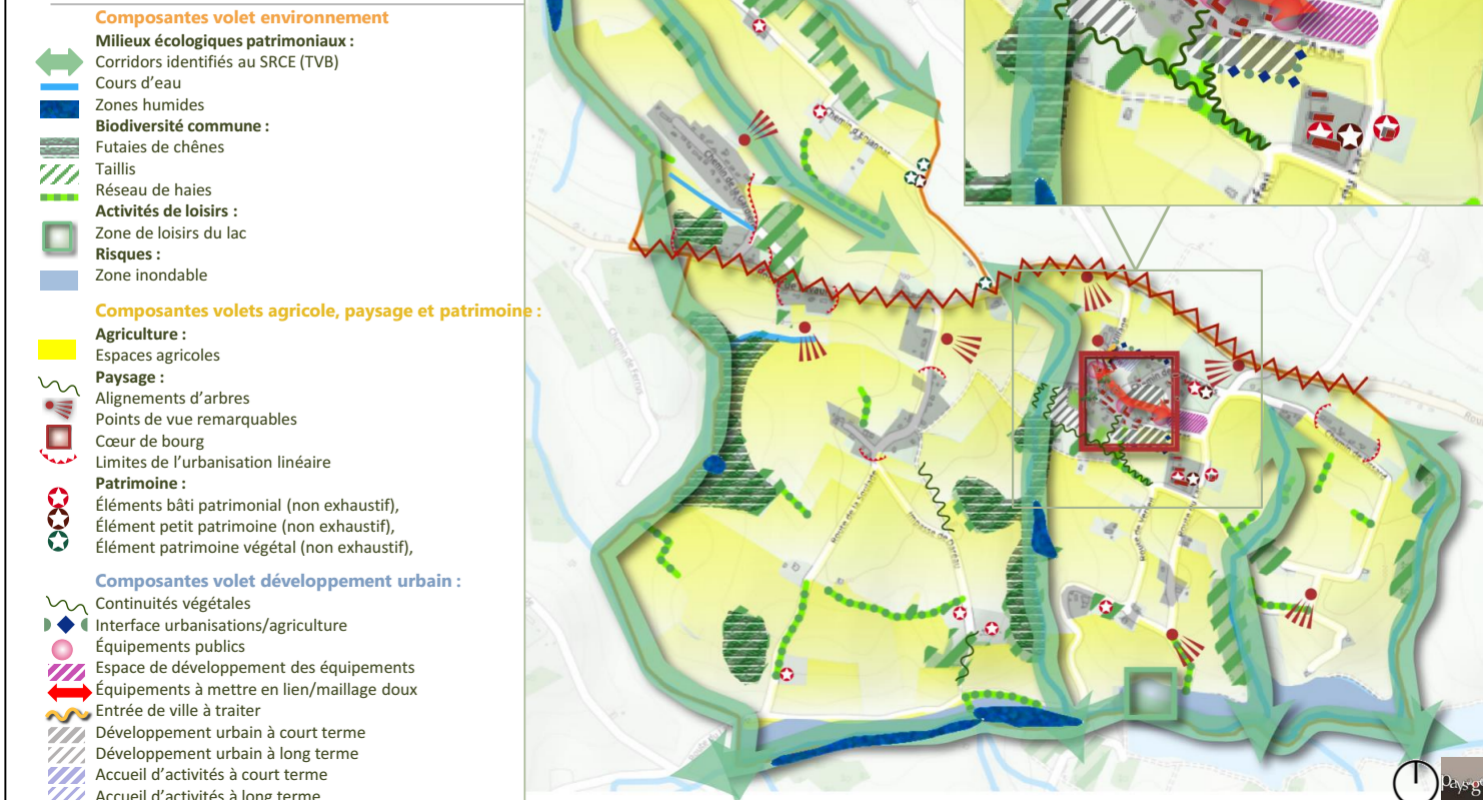 Composantes volet environnement
Milieux écologiques patrimoniaux :
Corridors identifiés au SRCE (TVB)
Cours d'eau
Zones humides
Biodiversité commune :
Futaies de chênes
Taillis
Réseau de haies
Activités de loisirs :
Zone de loisirs du lac
Risques :
Zone inondable
Composantes volets agricole, paysage et patrimoine :
Agriculture :
Espaces agricoles
Paysage :
Alignements d'arbres
Points de vue remarquables
Cœur de bourg
Limites de l'urbanisation linéaire
Patrimoine :
Éléments bâti patrimonial (non exhaustif),
Élément petit patrimoine (non exhaustif),
Élément patrimoine végétal (non exhaustif),
Composantes volet développement urbain :
Continuités végétales
Interface urbanisations/agriculture
Équipements publics
Espace de développement des équipements
Équipements à mettre en lien/maillage doux
Entrée de ville à traiter
Développement urbain à court terme
Développement urbain à long terme
Accueil d'activités à court terme
Accueil d'activités à long terme
AZAS
Chemin de Ferrus